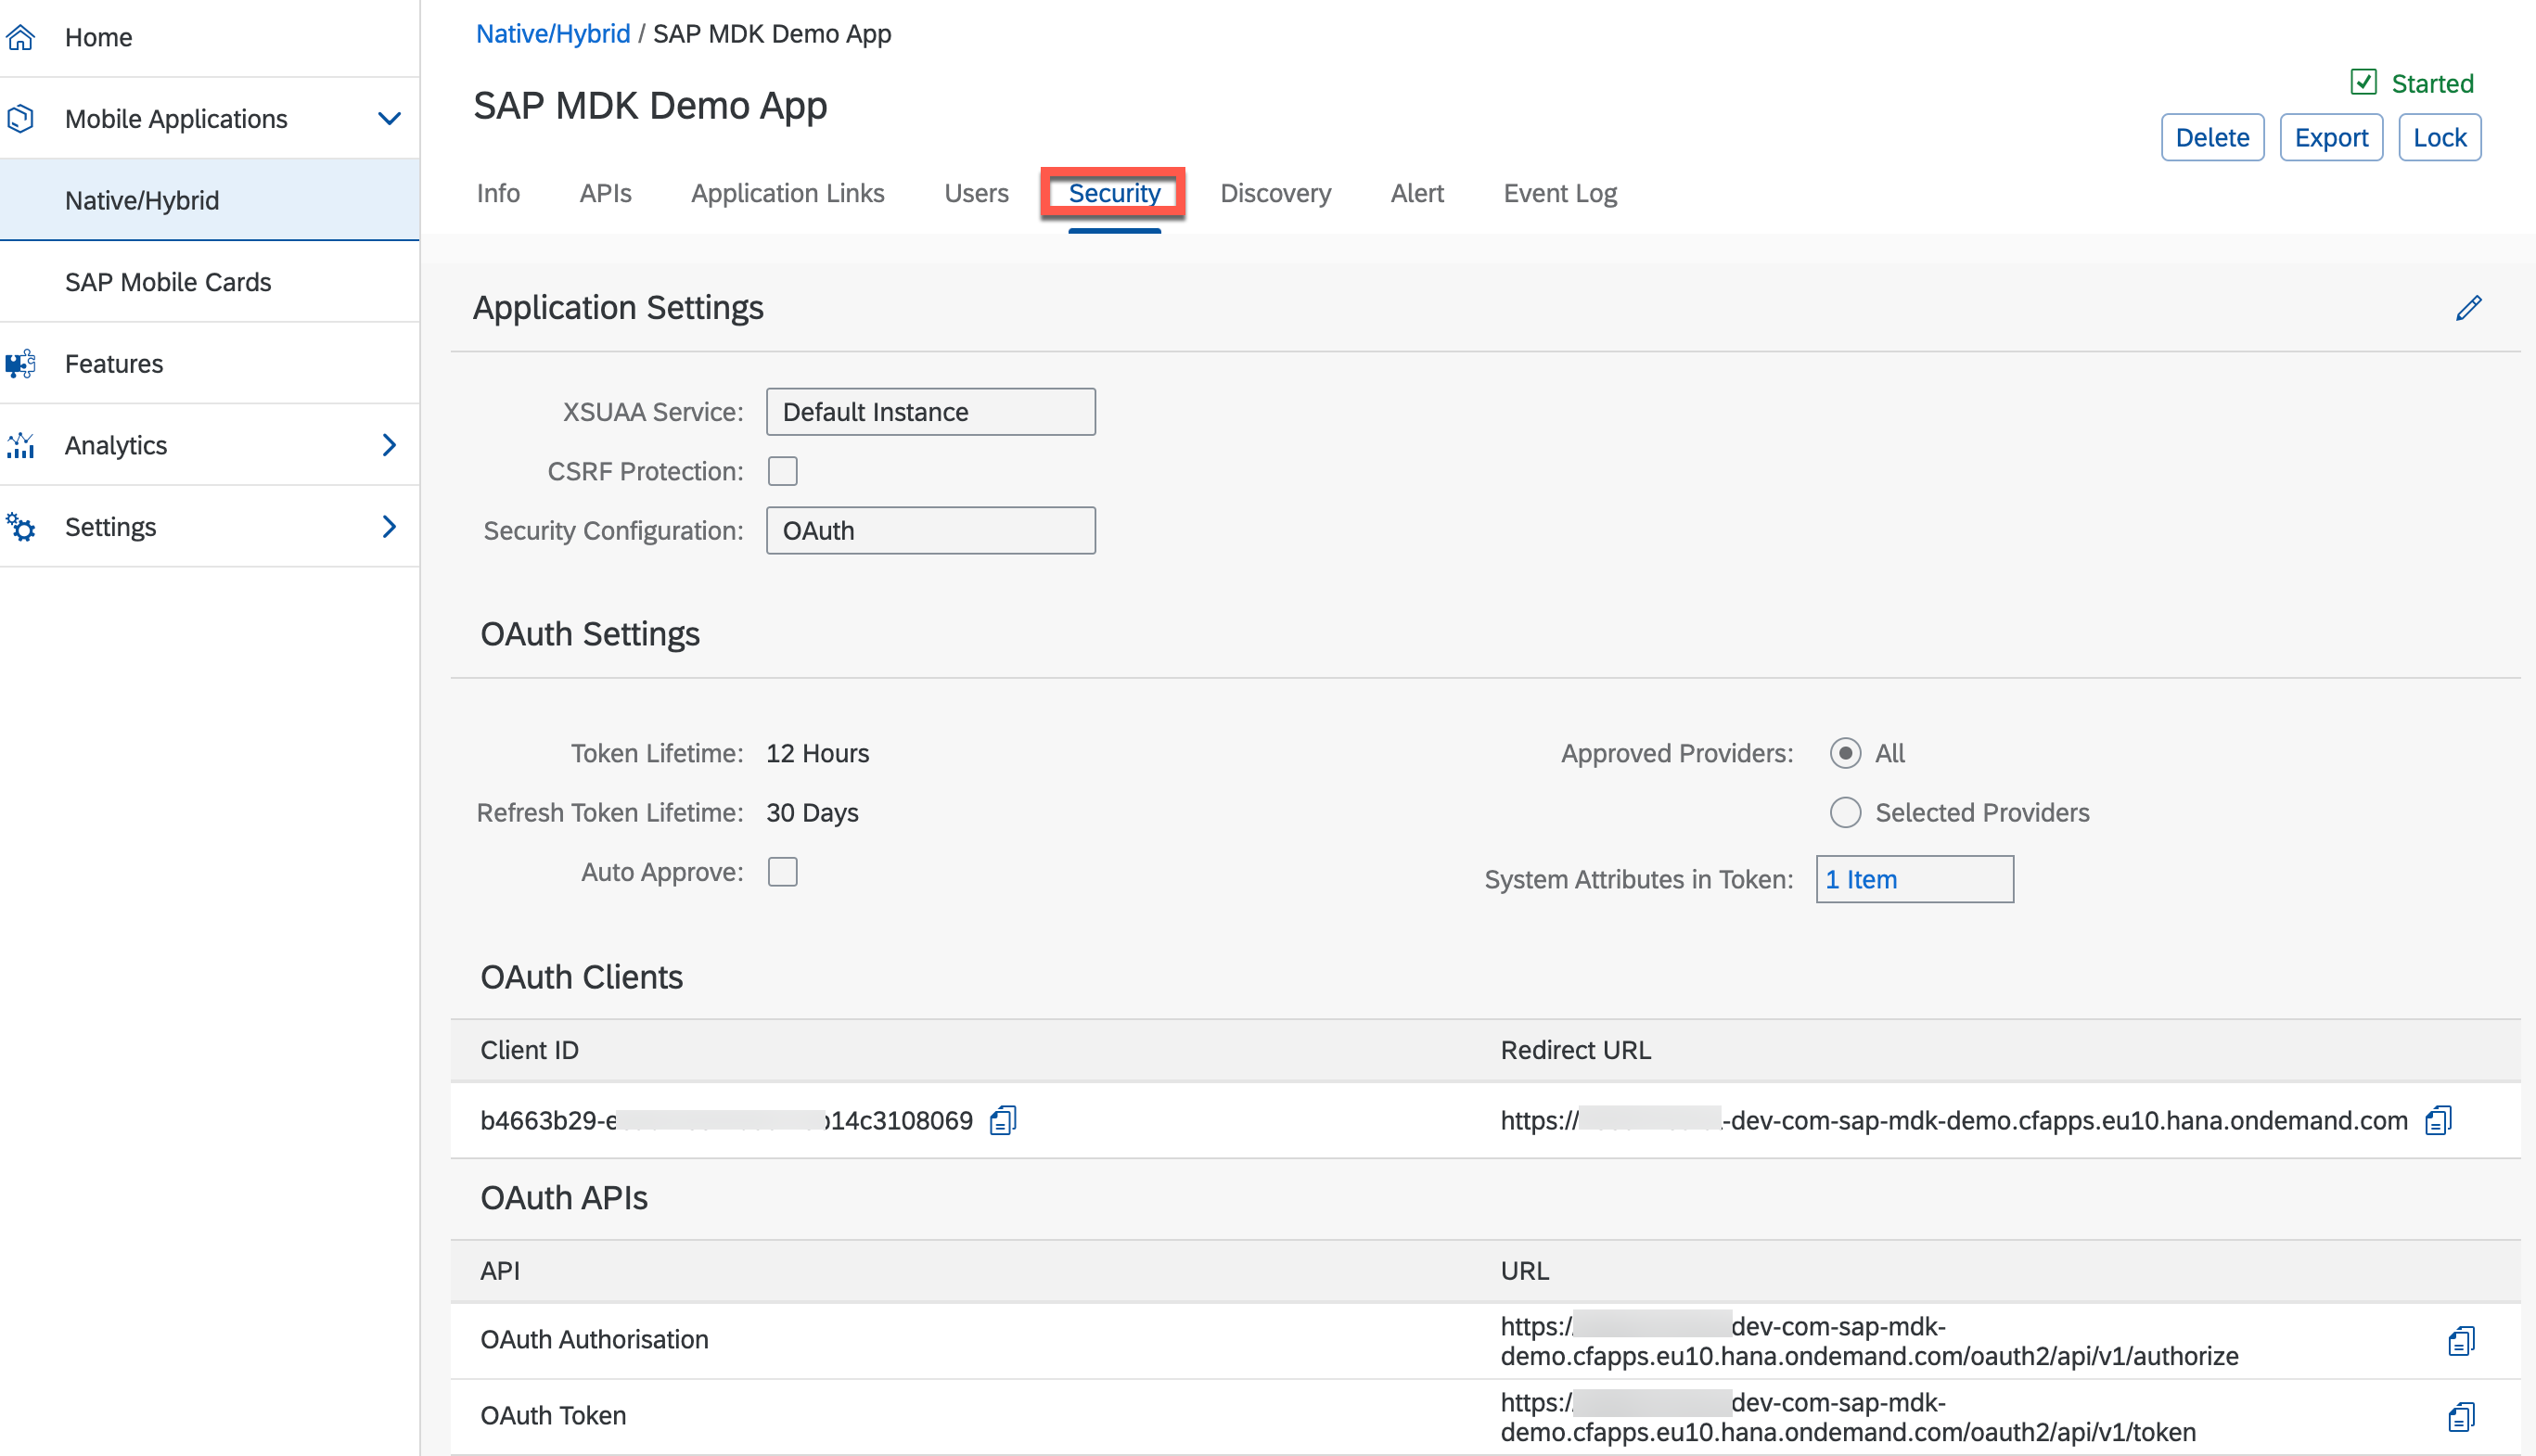 Home
Mobile Applications
Native/Hybrid
SAP Mobile Cards
Features
Analytics
Settings
Native/Hybrid / SAP MDK Demo App
SAP MDK Demo App
Started
Delete Export Lock
Info APIs Application Links Users Security Discovery Alert Event Log
Application Settings
XSUAA Service: Default Instance
CSRF Protection:
Security Configuration: OAuth
OAuth Settings
Token Lifetime: 12 Hours
Refresh Token Lifetime: 30 Days
Auto Approve:
Approved Providers: All
Selected Providers
System Attributes in Token: 1 Item
OAuth Clients
Client ID Redirect URL
b4663b29-e b14c3108069 https:// -dev-com-sap-mdk-demo.cfapps.eu10.hana.ondemand.com
OAuth APIs
API URL
OAuth Authorisation https:/ dev-com-sap-mdk-
demo.cfapps.eu10.hana.ondemand.com/oauth2/api/v1/authorize
OAuth Token https:/ dev-com-sap-mdk-
demo.cfapps.eu10.hana.ondemand.com/oauth2/api/v1/token